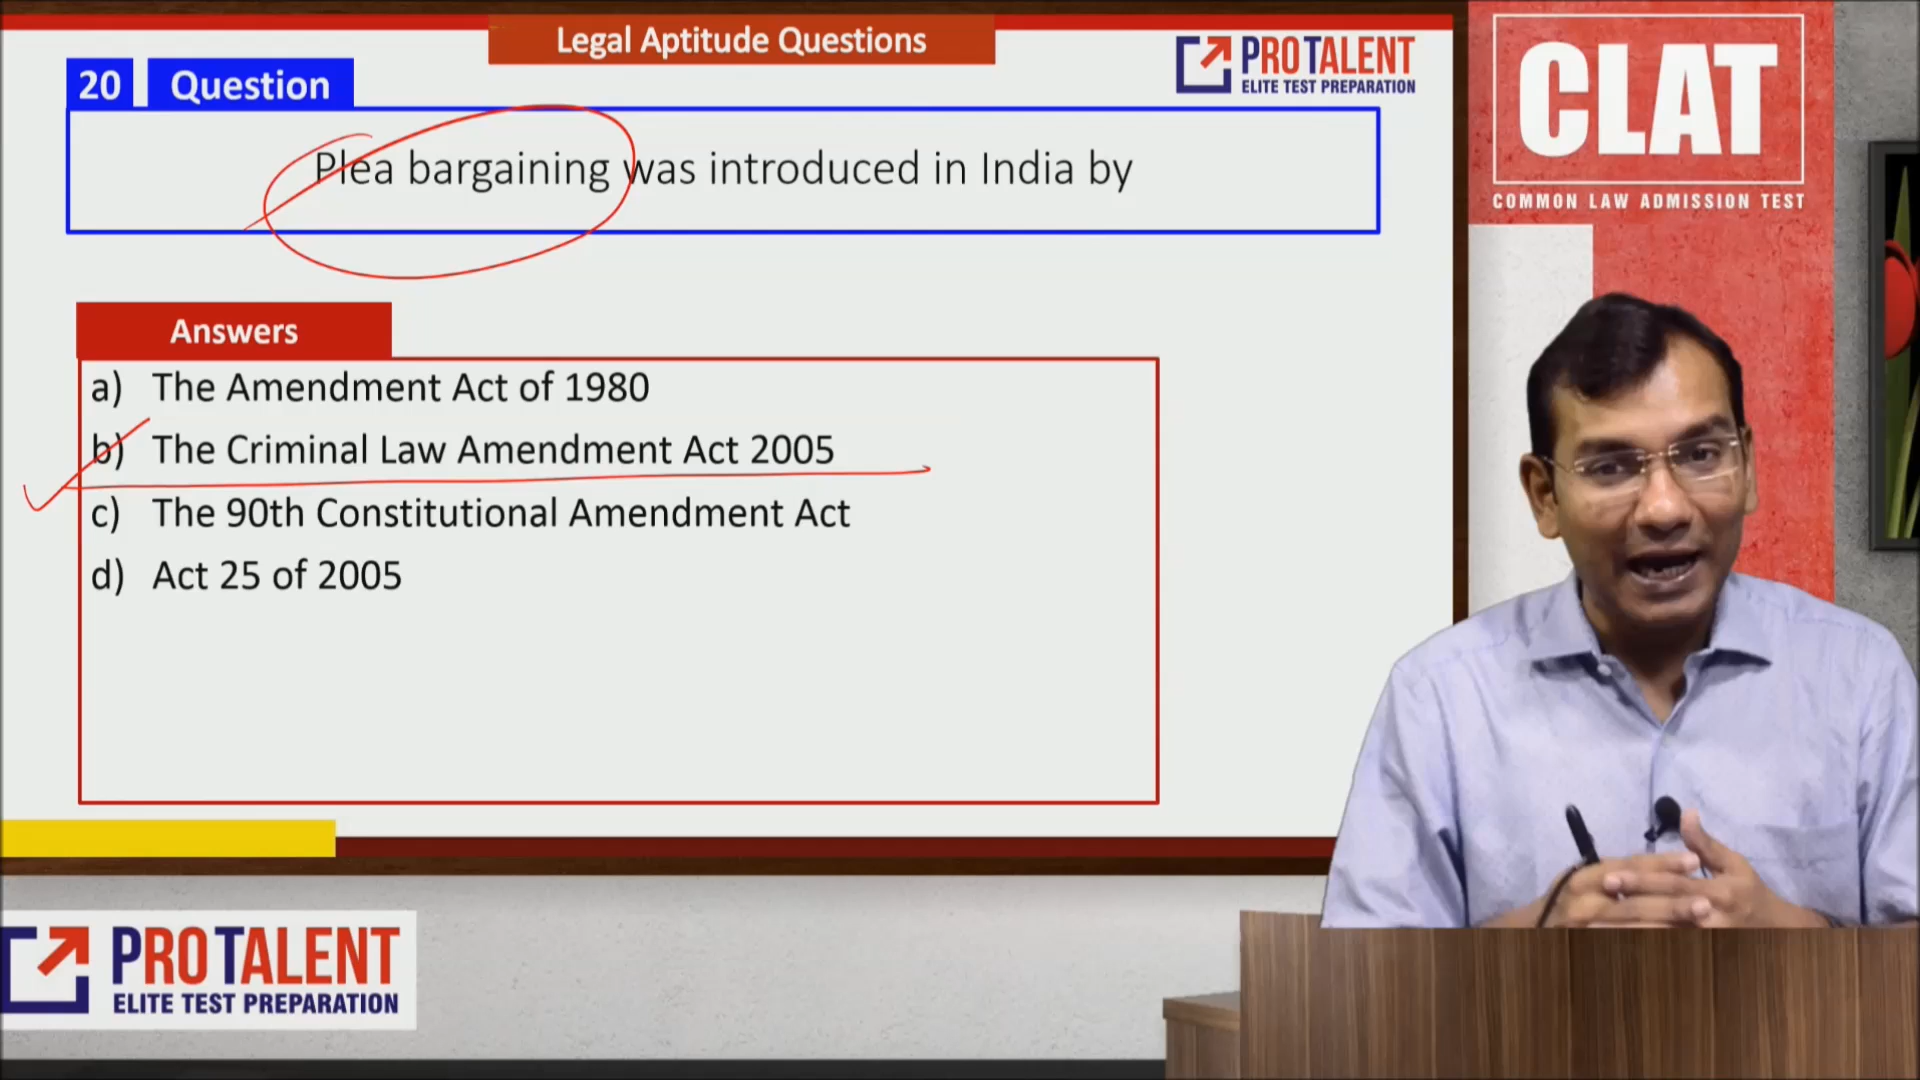 Legal Aptitude Questions
PROTALENT
ELITE TEST PREPARATION
CLAT
COMMON LAW ADMISSION TEST
20 Question
Plea bargaining was introduced in India by
Answers
a) The Amendment Act of 1980
b) The Criminal Law Amendment Act 2005
c) The 90th Constitutional Amendment Act
d) Act 25 of 2005
PROTALENT
ELITE TEST PREPARATION